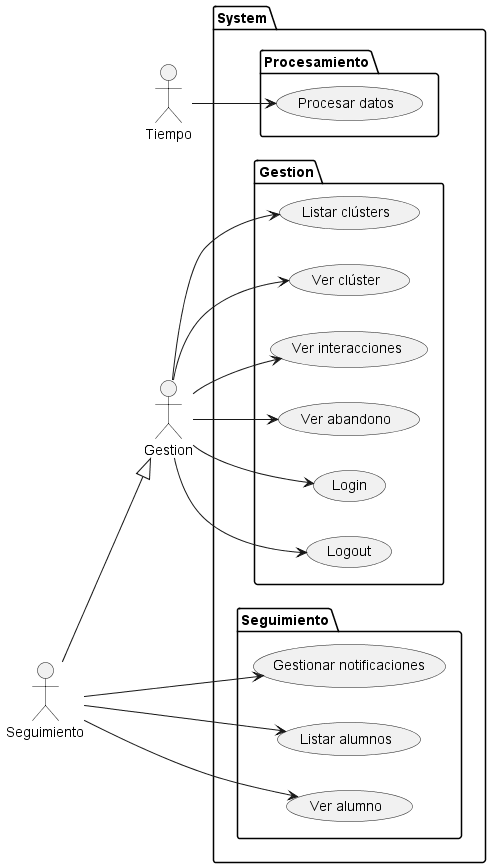 System
Procesamiento
Procesar datos
Tiempo
Gestion
Listar clústers
Ver clúster
Ver interacciones
Ver abandono
Gestion
Login
Logout
Seguimiento
Gestionar notificaciones
Seguimiento
Listar alumnos
Ver alumno